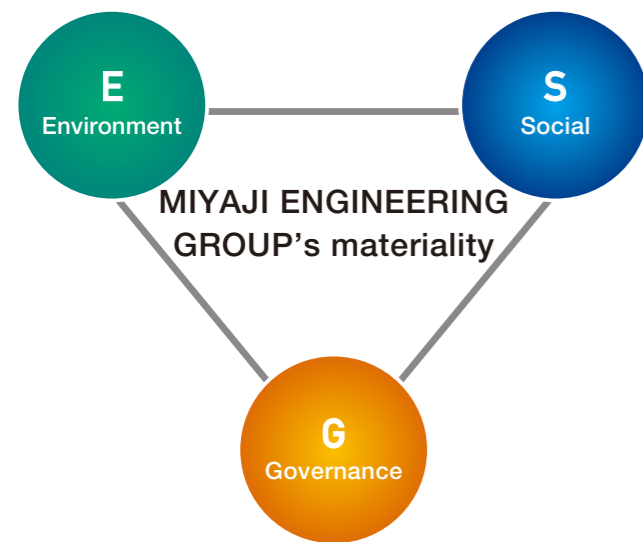 E
Environment
S
Social
MIYAJI ENGINEERING
GROUP’s materiality
G
Governance